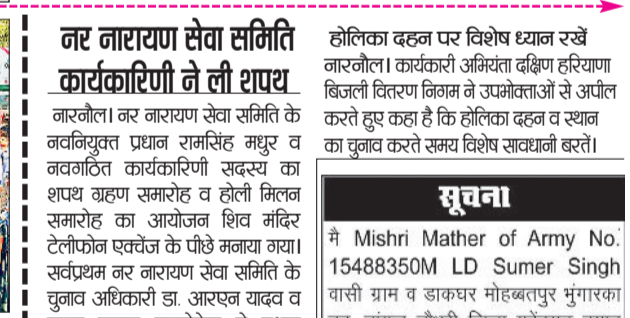 नर नारायण सेवा समिति
कार्यकारिणी ने ली शपथ
नारनौल। नर नारायण सेवा समिति के
नवनियुक्त प्रधान रामसिंह मधुर व
नवगठित कार्यकारिणी सदस्य का
शपथ ग्रहण समारोह व होली मिलन
समारोह का आयोजन शिव मंदिर
टेलीफोन एक्चेंज के पीछे मनाया गया।
सर्वप्रथम नर नारायण सेवा समिति के
चुनाव अधिकारी डा. आरएन यादव व
होलिका दहन पर विशेष ध्यान रखें
नारनौल। कार्यकारी अभियंता दक्षिण हरियाणा
बिजली वितरण निगम ने उपभोक्ताओं से अपील
करते हुए कहा है कि होलिका दहन व स्थान
का चुनाव करते समय विशेष सावधानी बरतें।
सूचना
मै Mishri Mather of Army No.
15488350M LD Sumer Singh
वासी ग्राम व डाकघर मोहब्बतपुर भुंगारका